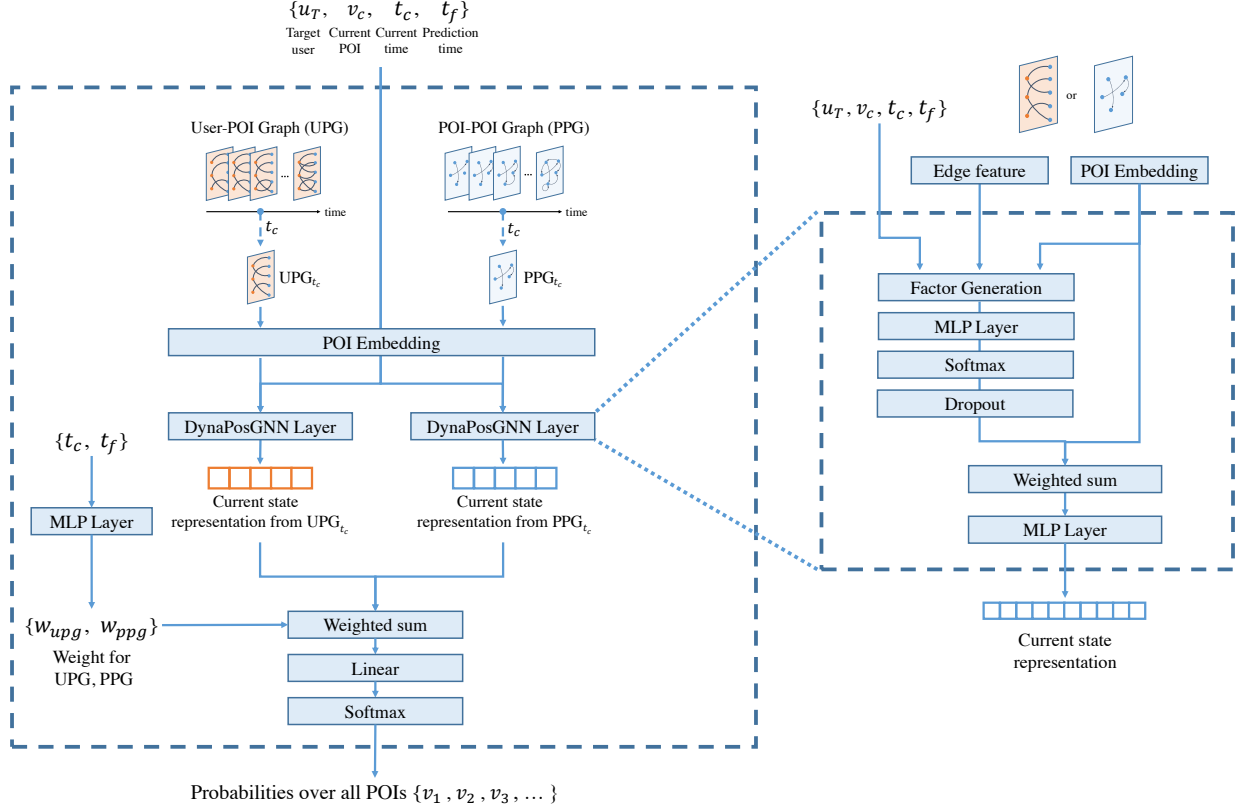 {u_T, v_c, t_c, t_f}
Target Current Current Prediction
user POI time time
User-POI Graph (UPG)
...
time
t_c
UPG_{t_c}
POI-POI Graph (PPG)
...
time
t_c
PPG_{t_c}
POI Embedding
DynaPosGNN Layer
DynaPosGNN Layer
Current state
representation from UPG_{t_c}
Current state
representation from PPG_{t_c}
{t_c, t_f}
MLP Layer
{w_{upg}, w_{ppg}}
Weight for
UPG, PPG
Weighted sum
Linear
Softmax
Probabilities over all POIs {v_1 , v_2 , v_3 , … }
or
{u_T, v_c, t_c, t_f}
Edge feature
POI Embedding
Factor Generation
MLP Layer
Softmax
Dropout
Weighted sum
MLP Layer
Current state
representation